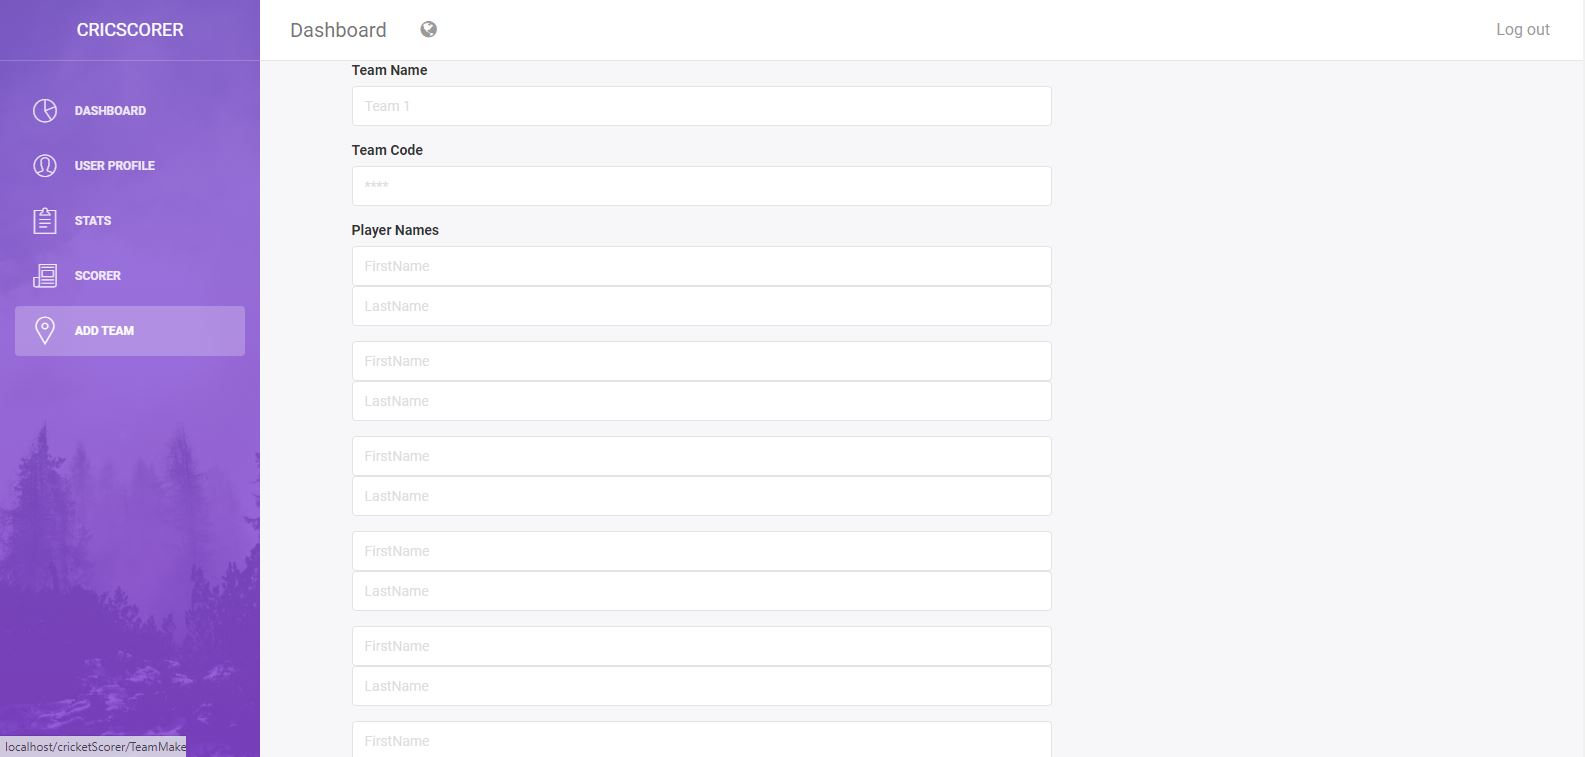 CRICSCORER
Dashboard
Log out
DASHBOARD
USER PROFILE
STATS
SCORER
ADD TEAM
Team Name
Team 1
Team Code
****
Player Names
FirstName
LastName
FirstName
LastName
FirstName
LastName
FirstName
LastName
FirstName
LastName
FirstName
localhost/cricketScorer/TeamMake